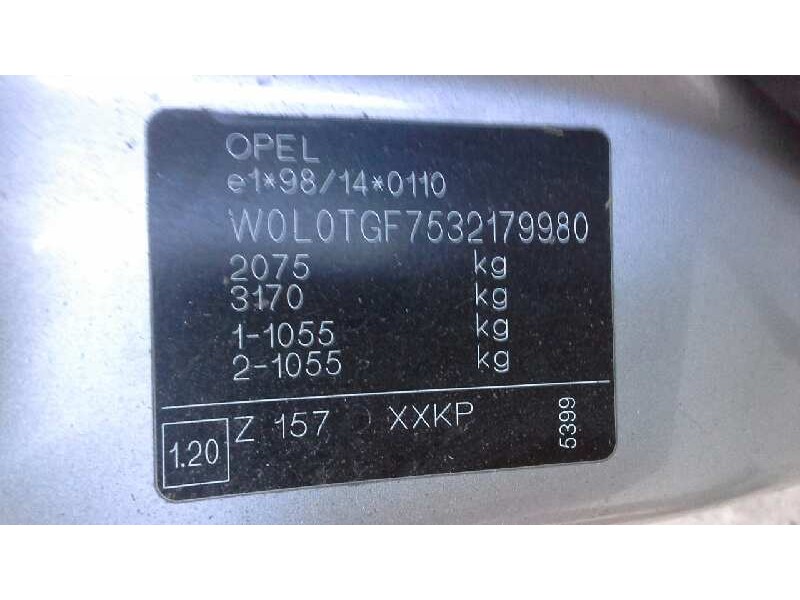 OPEL
e1*98/14*0110
W0L0TGF7532179980
2075 kg
3170 kg
1-1055 kg
2-1055 kg
1.20 Z 157 XXKP 5399